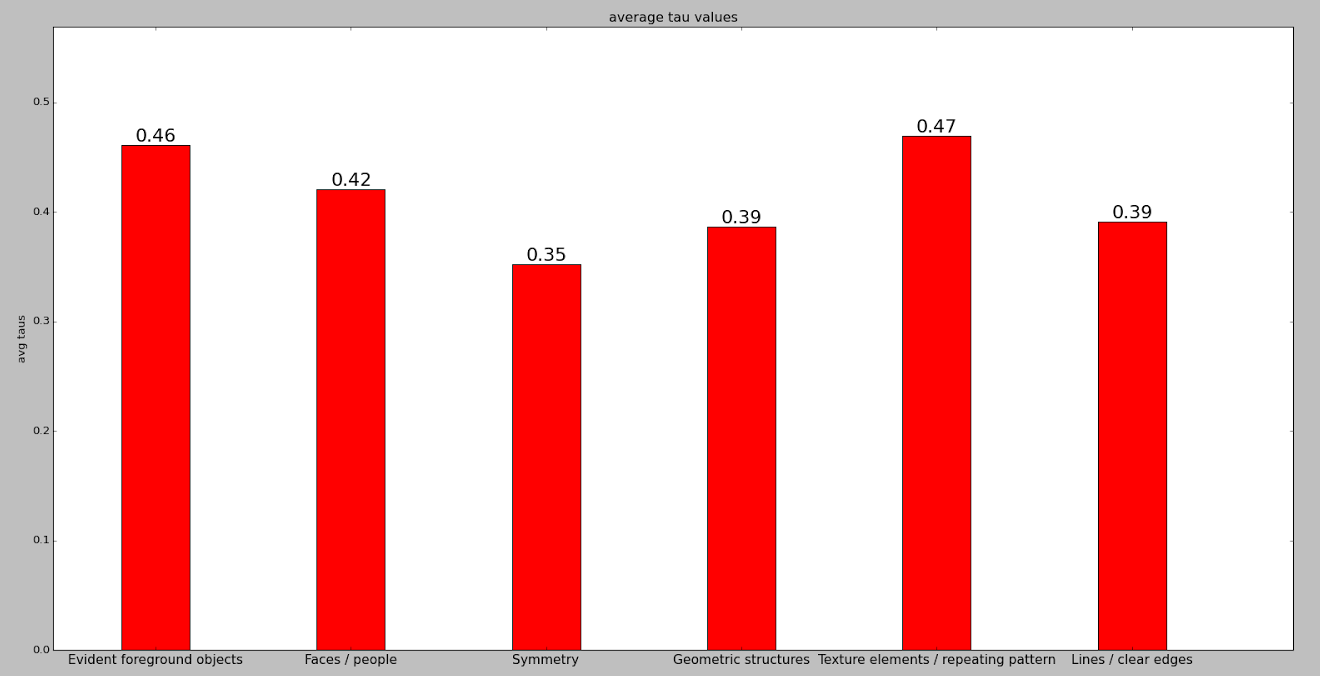 average tau values
avg taus
0.5
0.4
0.3
0.2
0.1
0.0
0.46
0.42
0.35
0.39
0.47
0.39
Evident foreground objects
Faces / people
Symmetry
Geometric structures
Texture elements / repeating pattern
Lines / clear edges